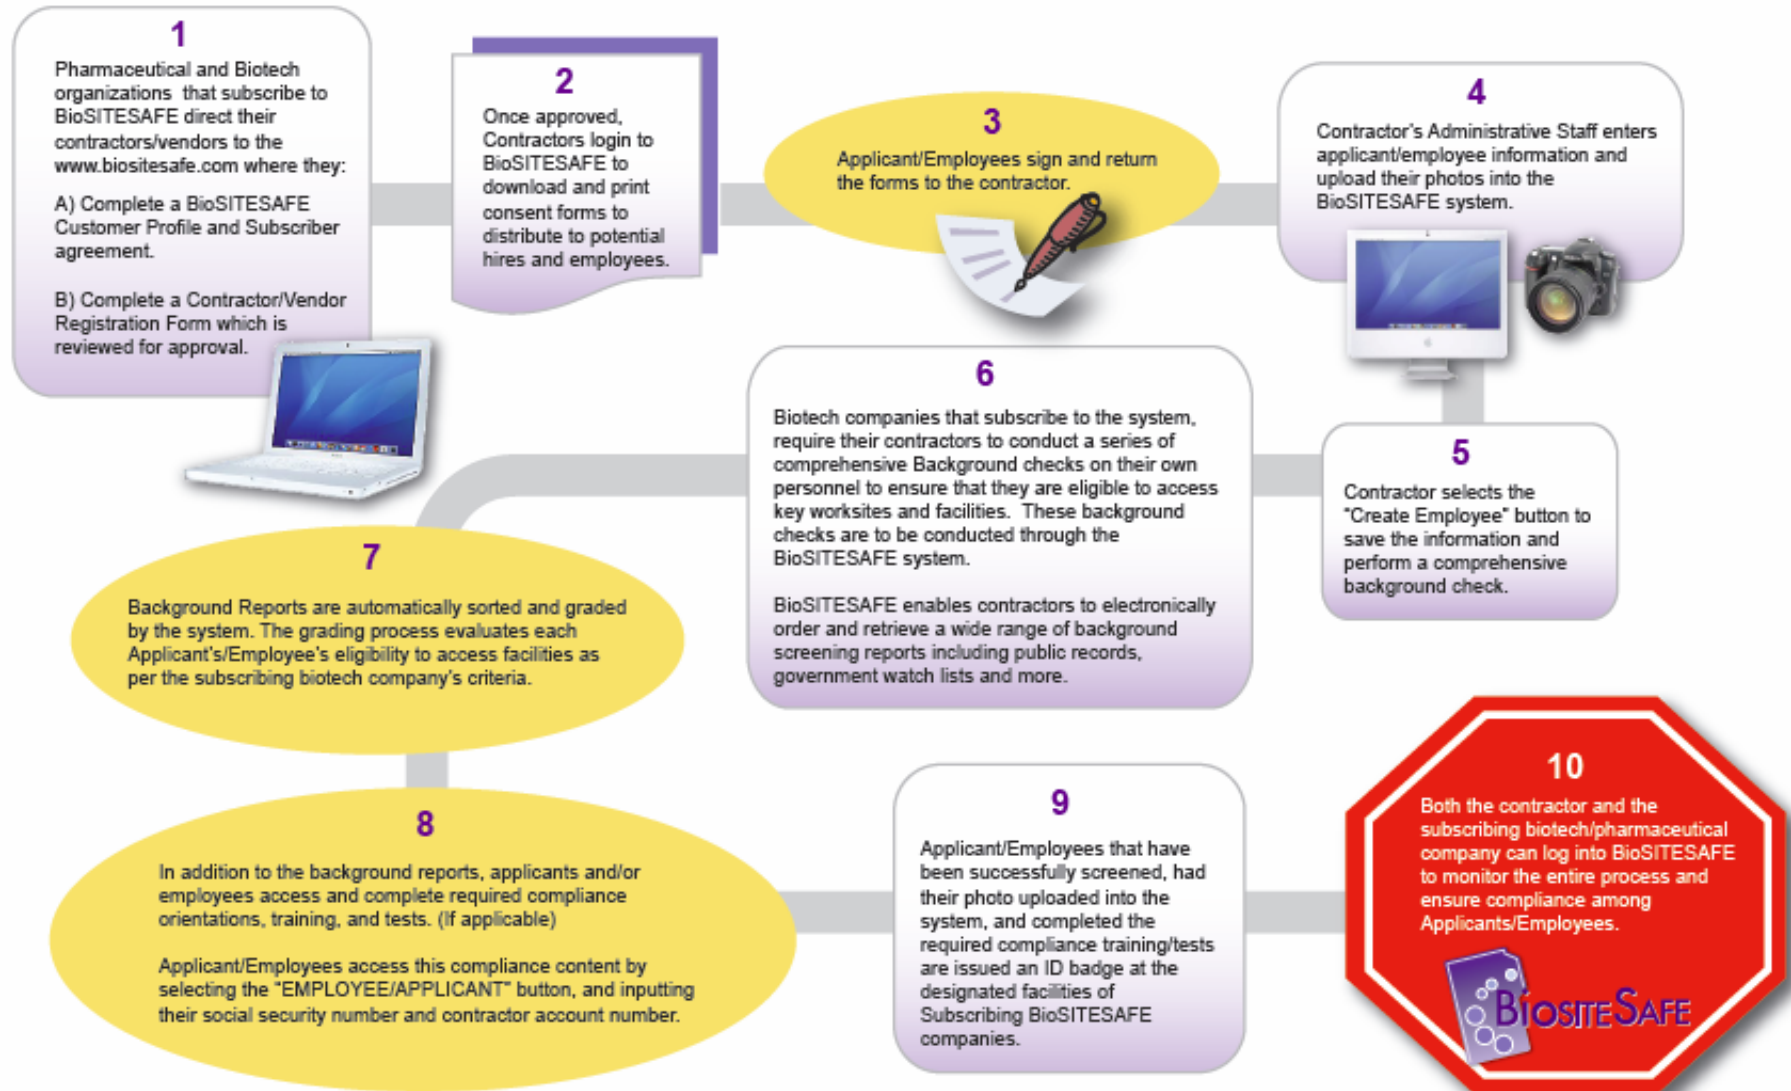 1
Pharmaceutical and Biotech
organizations that subscribe to
BioSITESAFE direct their
contractors/vendors to the
www.biositesafe.com where they:
A) Complete a BioSITESAFE
Customer Profile and Subscriber
agreement.
B) Complete a Contractor/Vendor
Registration Form which is
reviewed for approval.
2
Once approved,
Contractors login to
BioSITESAFE to
download and print
consent forms to
distribute to potential
hires and employees.
3
Applicant/Employees sign and return
the forms to the contractor.
4
Contractor's Administrative Staff enters
applicant/employee information and
upload their photos into the
BioSITESAFE system.
5
Contractor selects the
"Create Employee" button to
save the information and
perform a comprehensive
background check.
6
Biotech companies that subscribe to the system,
require their contractors to conduct a series of
comprehensive Background checks on their own
personnel to ensure that they are eligible to access
key worksites and facilities. These background
checks are to be conducted through the
BioSITESAFE system.
BioSITESAFE enables contractors to electronically
order and retrieve a wide range of background
screening reports including public records,
government watch lists and more.
7
Background Reports are automatically sorted and graded
by the system. The grading process evaluates each
Applicant's/Employee's eligibility to access facilities as
per the subscribing biotech company's criteria.
8
In addition to the background reports, applicants and/or
employees access and complete required compliance
orientations, training, and tests. (If applicable)
Applicant/Employees access this compliance content by
selecting the "EMPLOYEE/APPLICANT" button, and inputting
their social security number and contractor account number.
9
Applicant/Employees that have
been successfully screened, had
their photo uploaded into the
system, and completed the
required compliance training/tests
are issued an ID badge at the
designated facilities of
Subscribing BioSITESAFE
companies.
10
Both the contractor and the
subscribing biotech/pharmaceutical
company can log into BioSITESAFE
to monitor the entire process and
ensure compliance among
Applicants/Employees.
BIOSITESAFE